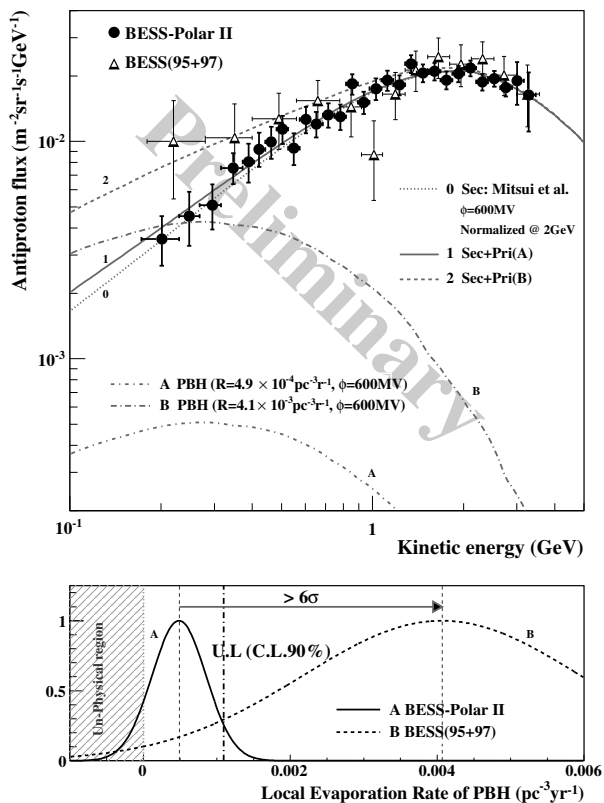 Antiproton flux (m⁻²sr⁻¹s⁻¹GeV⁻¹)
BESS-Polar II
BESS(95+97)
10⁻²
10⁻³
2
1
0
Preliminary
0 Sec: Mitsui et al.
ϕ=600MV
Normalized @ 2GeV
1 Sec+Pri(A)
2 Sec+Pri(B)
A PBH (R=4.9 × 10⁻⁴pc⁻³r⁻¹, ϕ=600MV)
B PBH (R=4.1 × 10⁻³pc⁻³r⁻¹, ϕ=600MV)
B
A
10⁻¹
1
Kinetic energy (GeV)
> 6σ
1
0.5
0
Un-Physical region
A
U.L (C.L.90%)
B
A BESS-Polar II
B BESS(95+97)
0
0.002
0.004
0.006
Local Evaporation Rate of PBH (pc⁻³yr⁻¹)